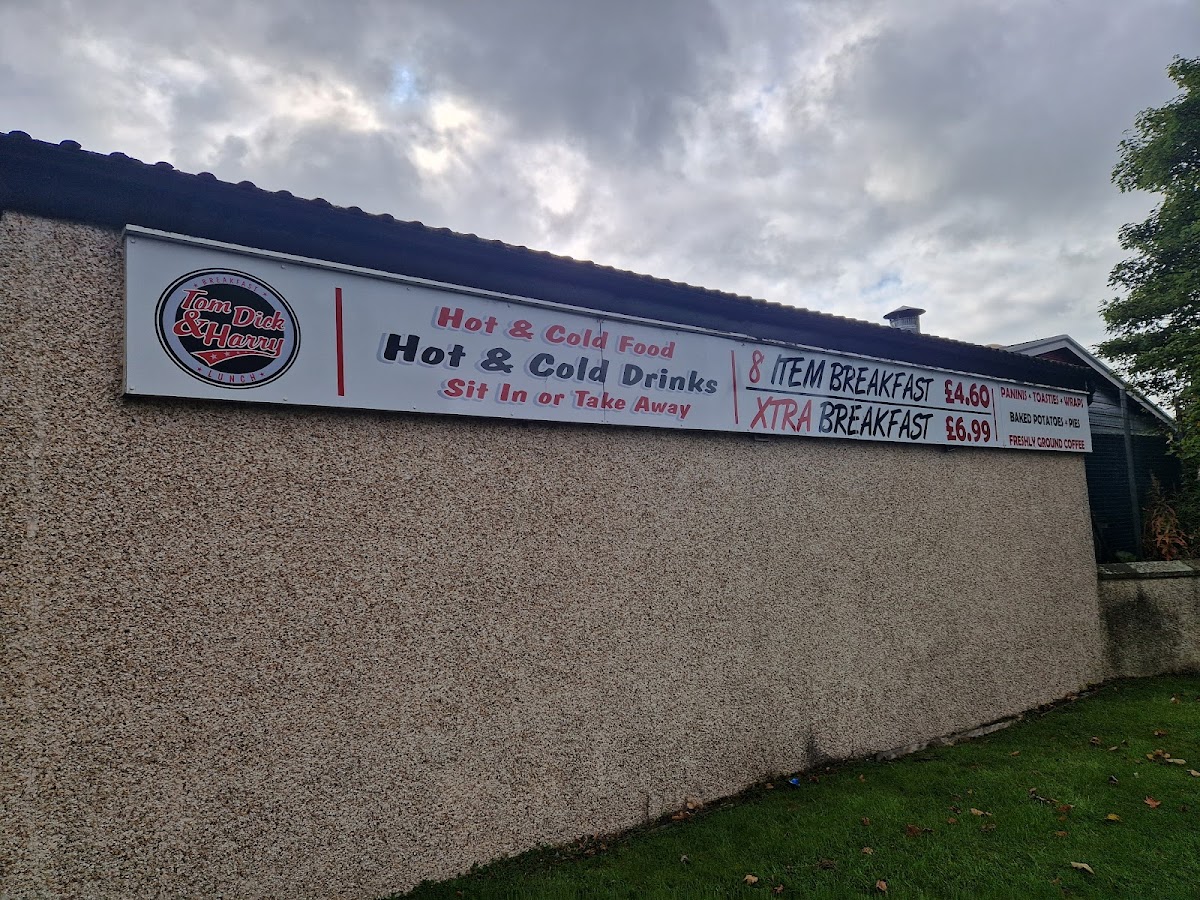 BREAKFAST
Tom Dick
& Harry
LUNCH
Hot & Cold Food
Hot & Cold Drinks
Sit In or Take Away
8 ITEM BREAKFAST £4.60
XTRA BREAKFAST £6.99
PANINIS • TOASTIES • WRAPS
BAKED POTATOES • PIES
FRESHLY GROUND COFFEE